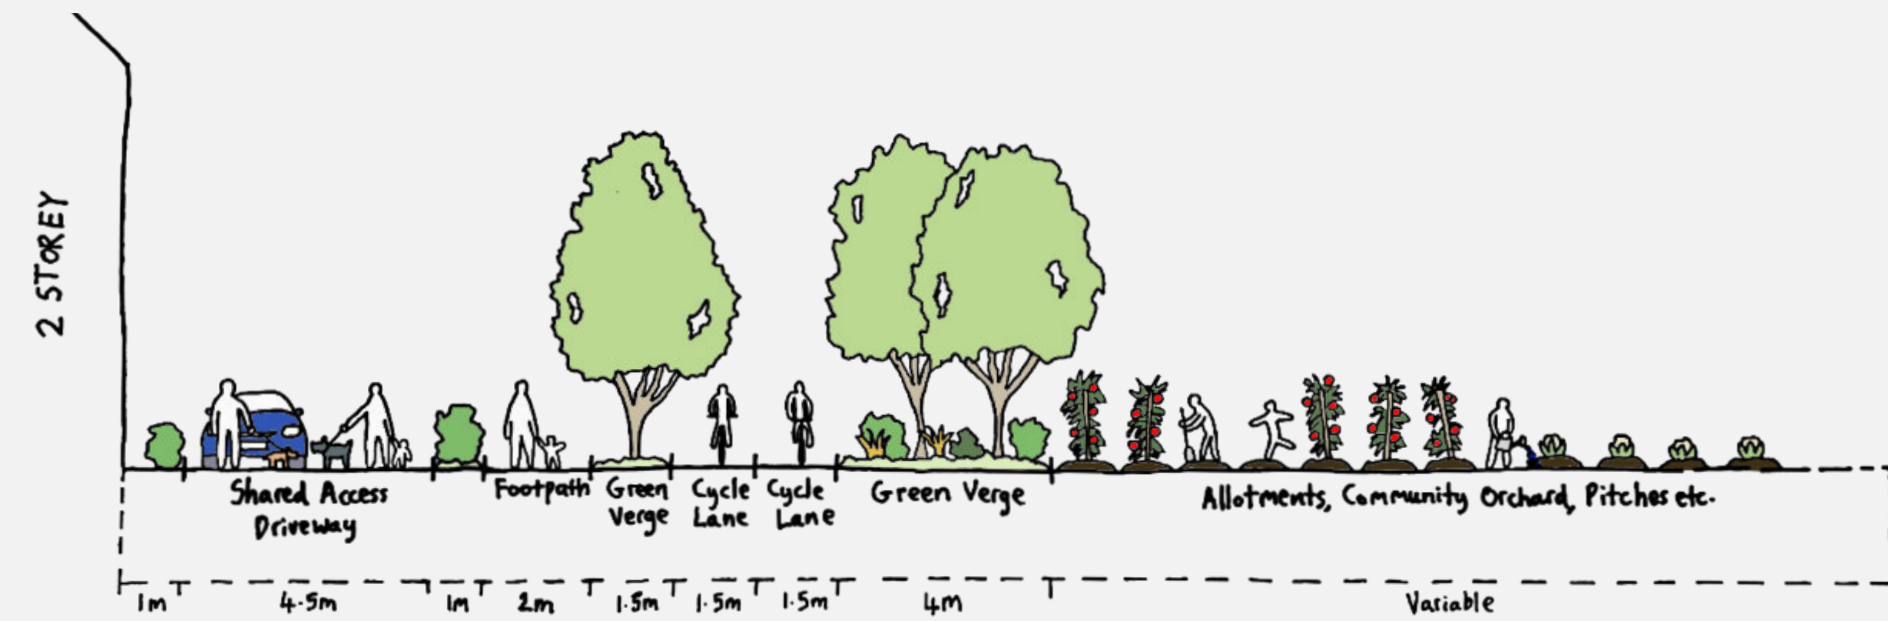 2 STOREY
Shared Access
Driveway
Footpath
Green
Verge
Cycle
Lane
Cycle
Lane
Green Verge
Allotments, Community Orchard, Pitches etc.
1m
4.5m
1m
2m
1.5m
1.5m
1.5m
4m
Variable